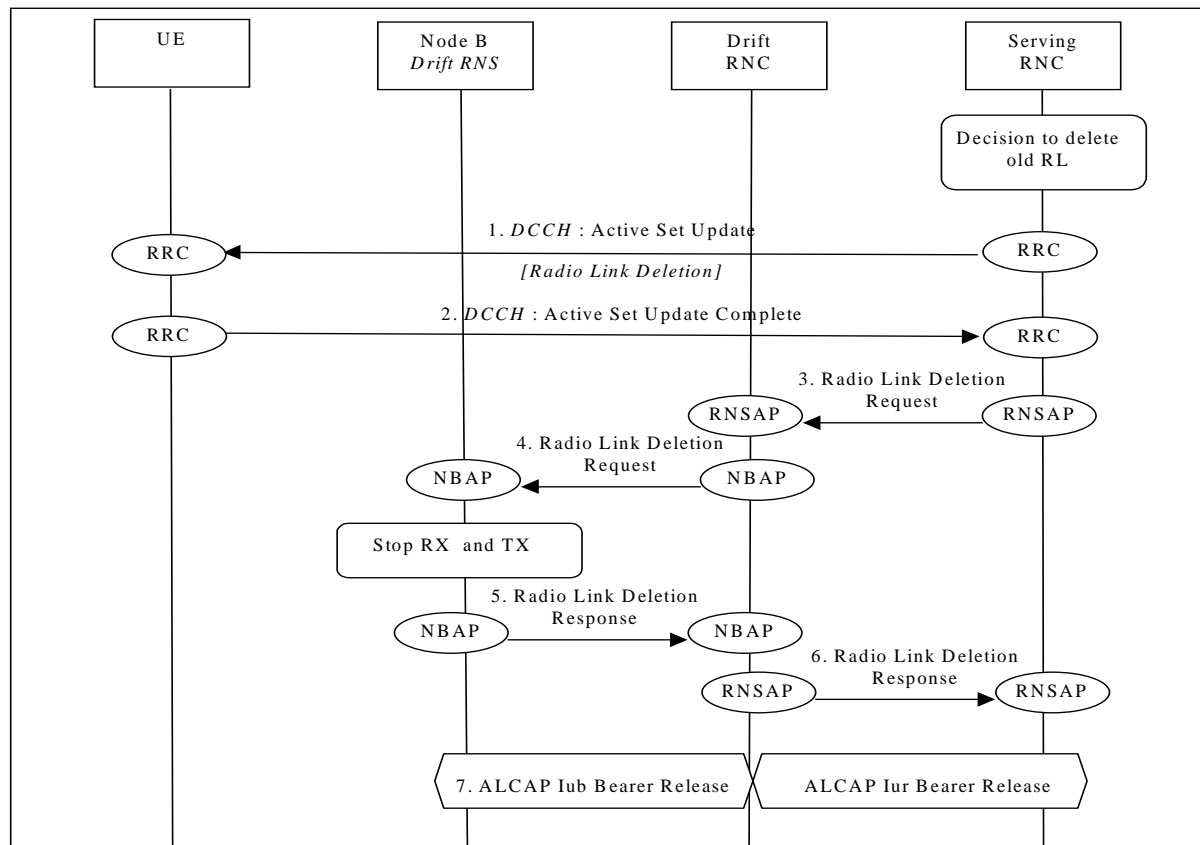 UE
Node B
Drift RNS
Drift
RNC
Serving
RNC
Decision to delete
old RL
1. DCCH : Active Set Update
RRC
RRC
[Radio Link Deletion]
2. DCCH : Active Set Update Complete
RRC
RRC
3. Radio Link Deletion
Request
RNSAP
RNSAP
4. Radio Link Deletion
Request
NBAP
NBAP
Stop RX and TX
5. Radio Link Deletion
Response
NBAP
NBAP
6. Radio Link Deletion
Response
RNSAP
RNSAP
7. ALCAP Iub Bearer Release
ALCAP Iur Bearer Release